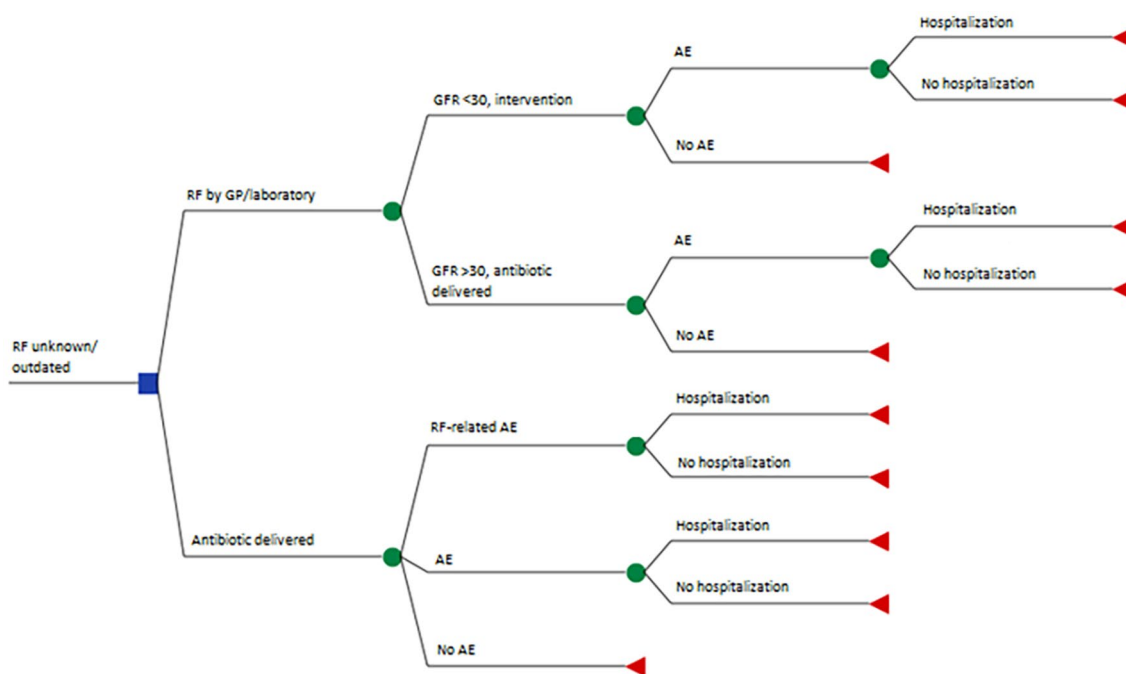 Hospitalization
AE
No hospitalization
GFR <30, intervention
No AE
RF by GP/laboratory
Hospitalization
AE
No hospitalization
GFR >30, antibiotic
delivered
No AE
RF unknown/
outdated
Hospitalization
RF-related AE
No hospitalization
Hospitalization
Antibiotic delivered
AE
No hospitalization
No AE